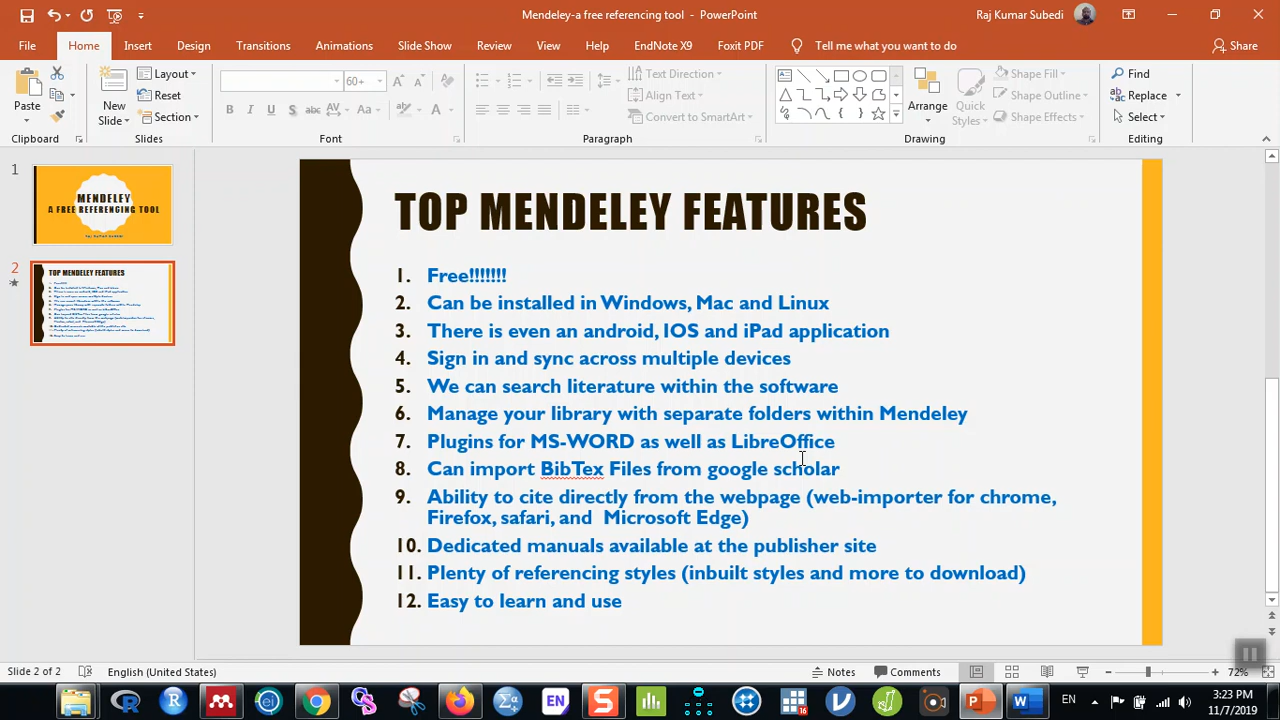 Mendeley-a free referencing tool - PowerPoint
Raj Kumar Subedi
File Home Insert Design Transitions Animations Slide Show Review View Help EndNote X9 Foxit PDF Tell me what you want to do Share
Paste
Clipboard
New Slide
Layout
Reset
Section
Slides
60+
B I U S abc AV Aa A
Font
Text Direction
Align Text
Convert to SmartArt
Paragraph
Arrange
Quick Styles
Shape Fill
Shape Outline
Shape Effects
Drawing
Find
Replace
Select
Editing
1
MENDELEY
A FREE REFERENCING TOOL
2
TOP MENDELEY FEATURES
TOP MENDELEY FEATURES
1. Free!!!!!!!
2. Can be installed in Windows, Mac and Linux
3. There is even an android, IOS and iPad application
4. Sign in and sync across multiple devices
5. We can search literature within the software
6. Manage your library with separate folders within Mendeley
7. Plugins for MS-WORD as well as LibreOffice
8. Can import BibTex Files from google scholar
9. Ability to cite directly from the webpage (web-importer for chrome,
Firefox, safari, and Microsoft Edge)
10. Dedicated manuals available at the publisher site
11. Plenty of referencing styles (inbuilt styles and more to download)
12. Easy to learn and use
Slide 2 of 2 English (United States) Notes Comments 72%
EN
3:23 PM
11/7/2019